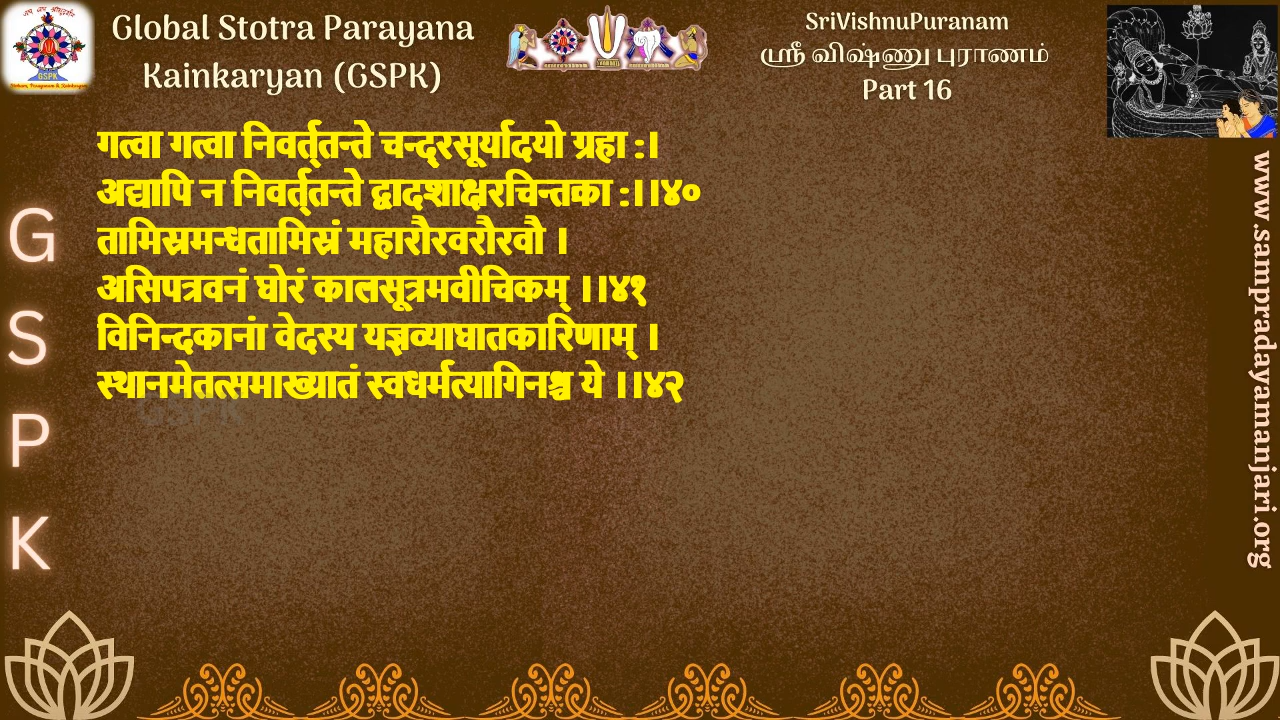 Global Stotra Parayana
Kainkaryan (GSPK)
SriVishnuPuranam
ஸ்ரீ விஷ்ணு புராணம்
Part 16
GSPK
गत्वा गत्वा निवर्त्तन्ते चन्द्रसूर्यादयो ग्रहा :।
अद्यापि न निवर्त्तन्ते द्वादशाक्षरचिन्तका :।।४०
तामिस्रमन्धतामिस्रं महारौरवरौरवौ ।
असिपत्रवनं घोरं कालसूत्रमवीचिकम् ।।४१
विनिन्दकानां वेदस्य यज्ञव्याघातकारिणाम् ।
स्थानमेतत्समाख्यातं स्वधर्मत्यागिनश्च ये ।।४२
GSPK
G
S
P
K
www.sampradayamanjari.org